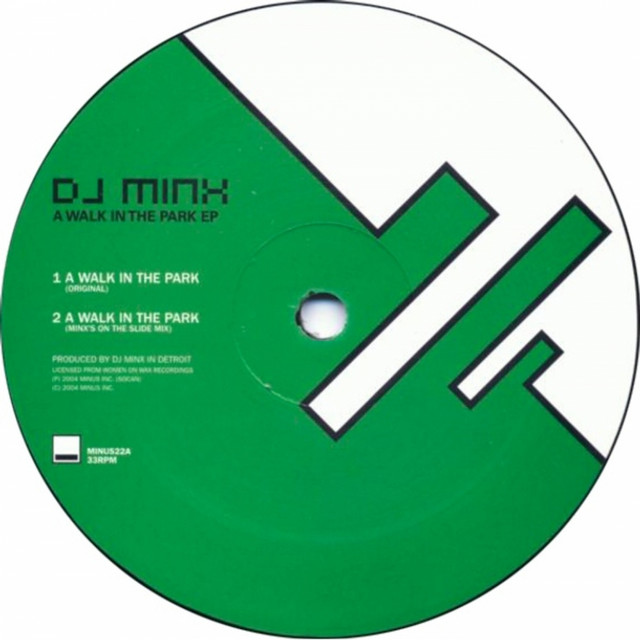 DJ MINX
A WALK IN THE PARK EP
1 A WALK IN THE PARK
(ORIGINAL)
2 A WALK IN THE PARK
(MINX'S ON THE SLIDE MIX)
PRODUCED BY DJ MINX IN DETROIT
LICENSED FROM WOMEN ON WAX RECORDINGS
(P) 2004 MINUS INC. (SOCAN)
(C) 2004 MINUS INC.
MINUS22A
33RPM